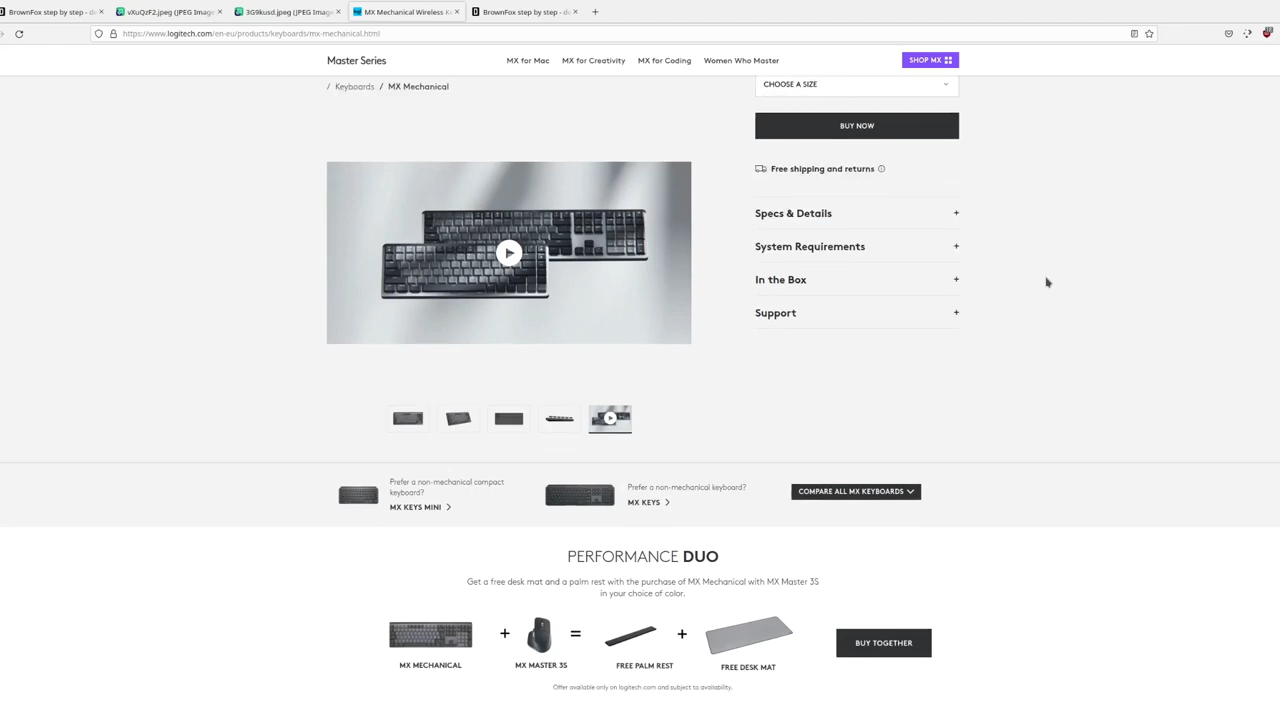 BrownFox step by step - de
vXuQzF2.jpeg (JPEG Image
3G9kusd.jpeg (JPEG Image
MX Mechanical Wireless Ke
BrownFox step by step - de
https://www.logitech.com/en-eu/products/keyboards/mx-mechanical.html
Master Series
MX for Mac
MX for Creativity
MX for Coding
Women Who Master
SHOP MX
/ Keyboards / MX Mechanical
CHOOSE A SIZE
BUY NOW
Free shipping and returns
Specs & Details +
System Requirements +
In the Box +
Support +
Prefer a non-mechanical compact
keyboard?
MX KEYS MINI
Prefer a non-mechanical keyboard?
MX KEYS
COMPARE ALL MX KEYBOARDS
PERFORMANCE DUO
Get a free desk mat and a palm rest with the purchase of MX Mechanical with MX Master 3S
in your choice of color.
+ = +
BUY TOGETHER
MX MECHANICAL
MX MASTER 3S
FREE PALM REST
FREE DESK MAT
Offer available only on logitech.com and subject to availability.